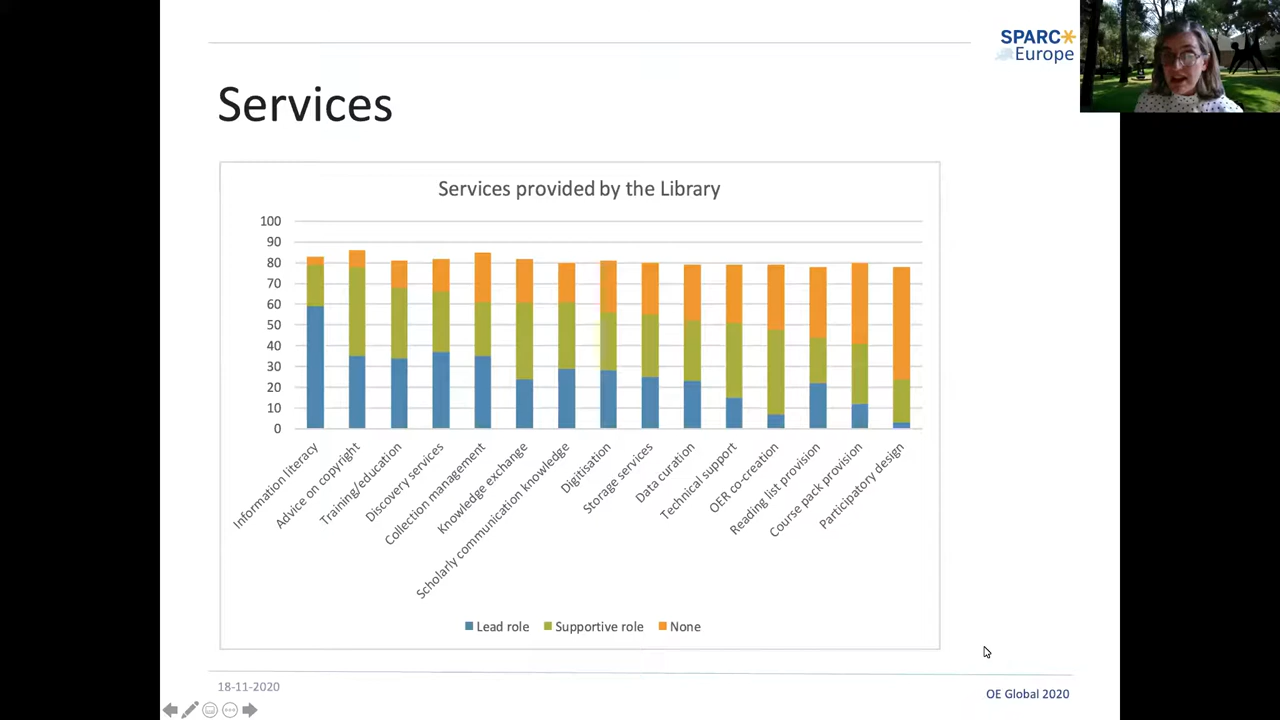 SPARC
Europe
Services
Services provided by the Library
100
90
80
70
60
50
40
30
20
10
0
Information literacy
Advice on copyright
Training/education
Discovery services
Collection management
Knowledge exchange
Scholarly communication knowledge
Digitisation
Storage services
Data curation
Technical support
OER co-creation
Reading list provision
Course pack provision
Participatory design
Lead role
Supportive role
None
18-11-2020
OE Global 2020